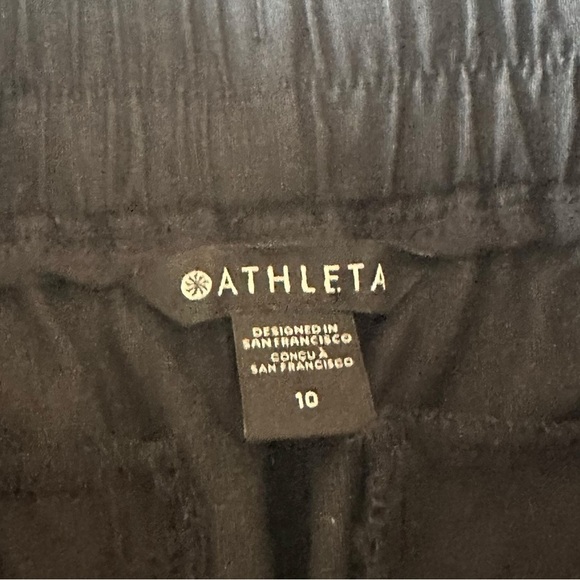 ATHLETA
DESIGNED IN
SAN FRANCISCO
CONÇU À
SAN FRANCISCO
10